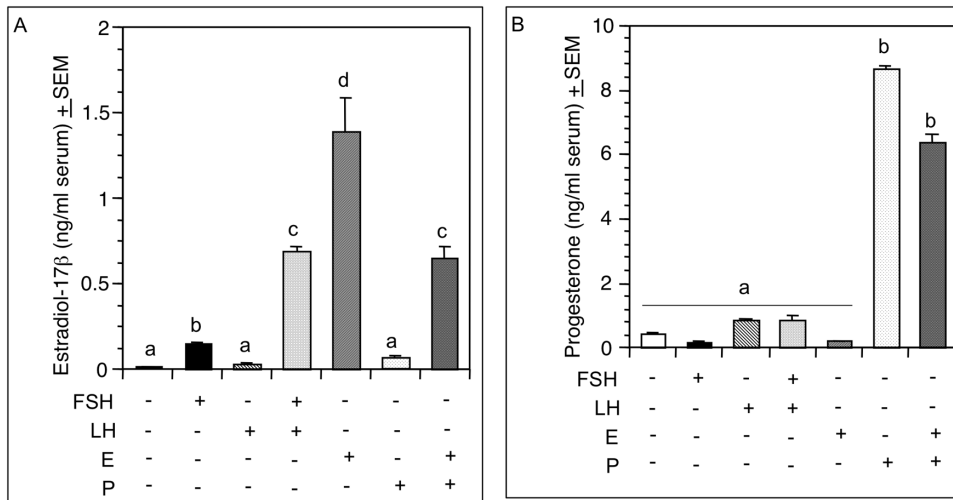 A
Estradiol-17β (ng/ml serum) ± SEM
2
1.5
1
0.5
0
a
b
a
c
d
a
c
FSH - + - + - - -
LH - - + + - - -
E - - - - + - +
P - - - - - + +
B
Progesterone (ng/ml serum) ± SEM
10
8
6
4
2
0
a
b
b
FSH - + - + - - -
LH - - + + - - -
E - - - - + - +
P - - - - - + +